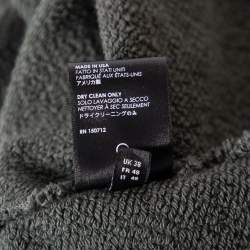 MADE IN USA
FATTO IN STATI UNITI
FABRIQUÉ AUX ÉTATS-UNIS
アメリカ製
DRY CLEAN ONLY
SOLO LAVAGGIO A SECCO
NETTOYER À SEC SEULEMENT
ドライクリーニングのみ
RN 160712
UK 38
FR 48
IT 48